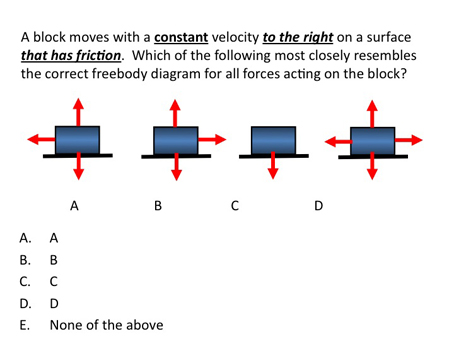 A block moves with a constant velocity to the right on a surface
that has friction. Which of the following most closely resembles
the correct freebody diagram for all forces acting on the block?
A B C D
A. A
B. B
C. C
D. D
E. None of the above